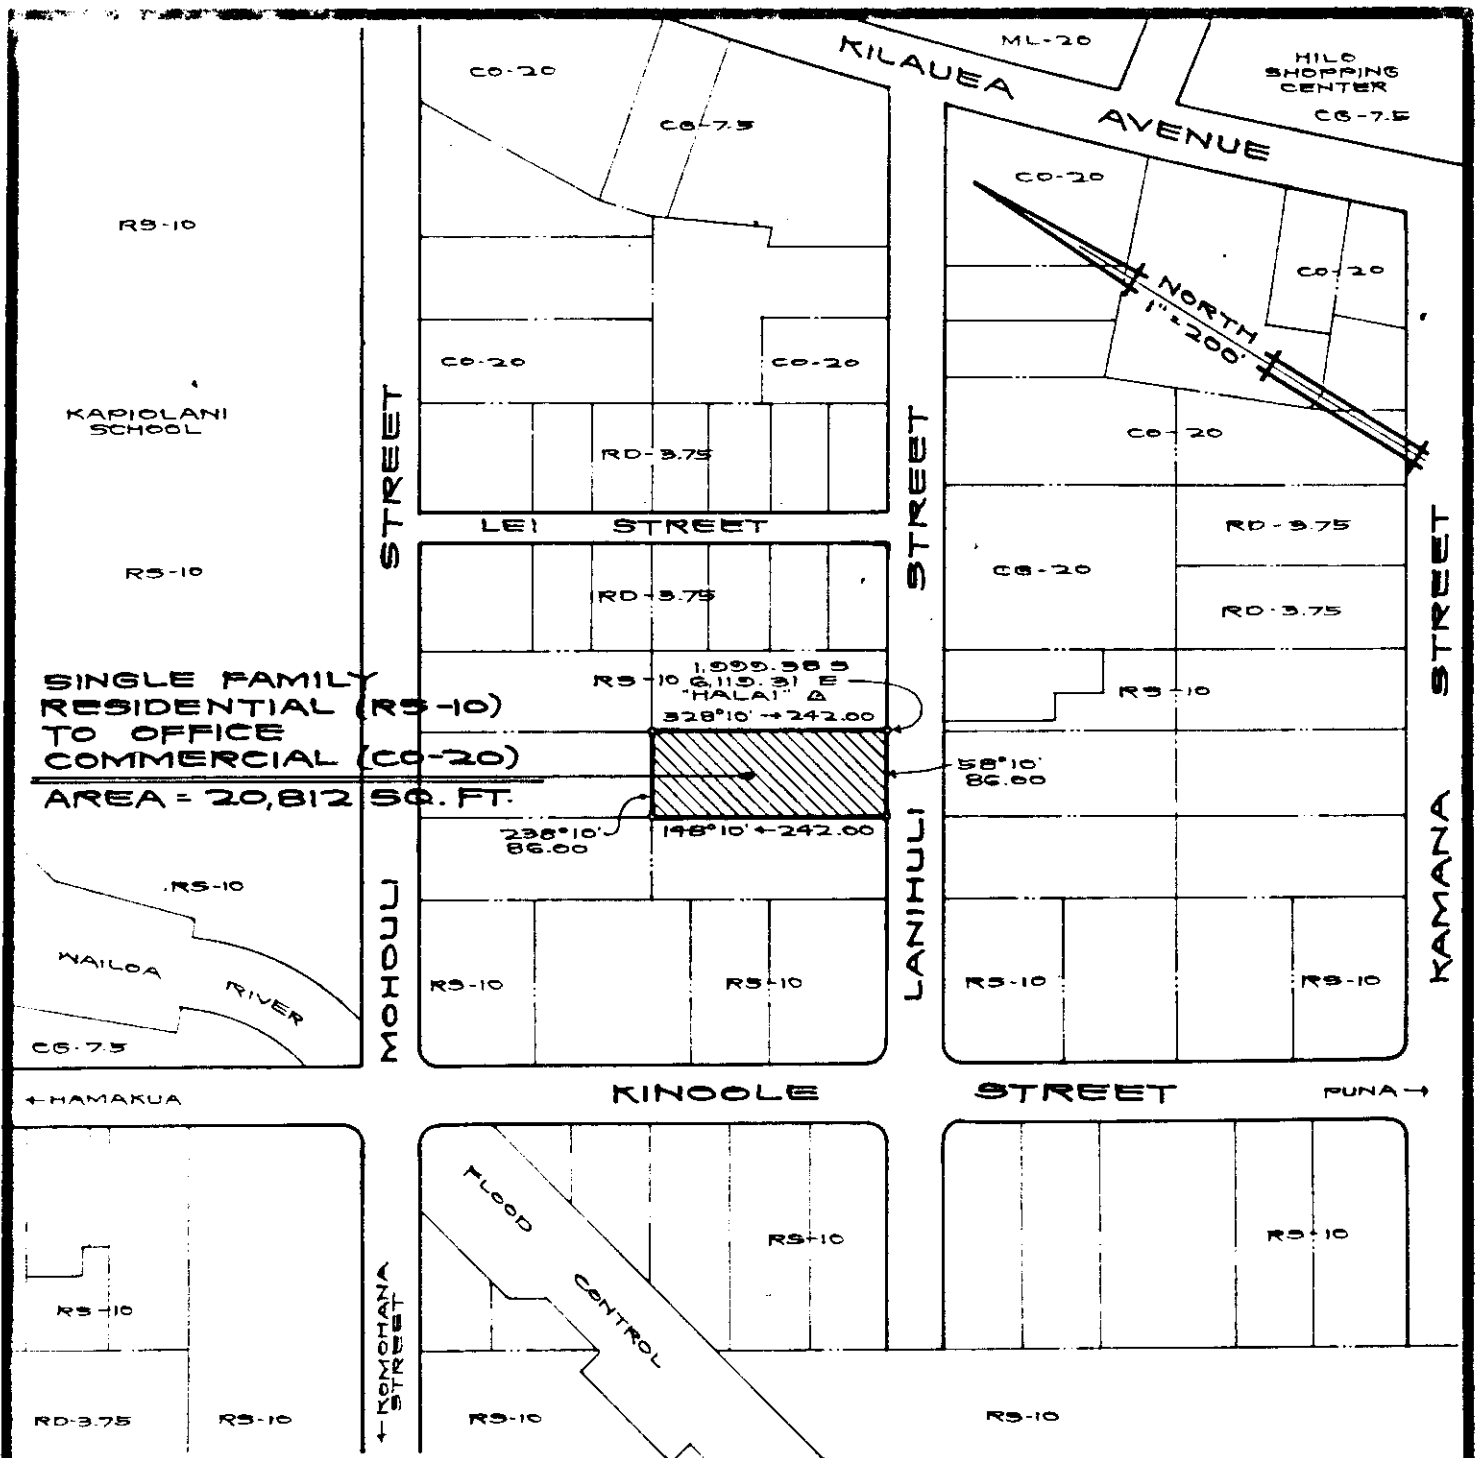 CO-20
KILAUEA
AVENUE
ML-20
HILO
SHOPPING
CENTER
CG-7.5
CG-7.5
CO-20
RS-10
CO-20
NORTH
1" = 200'
CO-20
CO-20
KAPIOLANI
SCHOOL
STREET
RD-3.75
STREET
CO-20
LEI STREET
RD-3.75
STREET
RS-10
RD-3.75
CG-20
RD-3.75
SINGLE FAMILY
RESIDENTIAL (RS-10)
TO OFFICE
COMMERCIAL (CO-20)
AREA = 20,812 SQ. FT.
RS-10
1,999.38 S
6,119.31 E
"HALAI" △
328°10' → 242.00
RS-10
58°10'
86.00
238°10'
86.00
148°10' ← 242.00
RS-10
WAILOA
RIVER
CG-7.5
MOHOULI
RS-10
RS-10
LANIHULI
RS-10
RS-10
KAMANA
← HAMAKUA
KINOOLE STREET
PUNA →
FLOOD
CONTROL
RS-10
RS-10
RS-10
← KOMOHANA
STREET
RD-3.75
RS-10
RS-10
RS-10